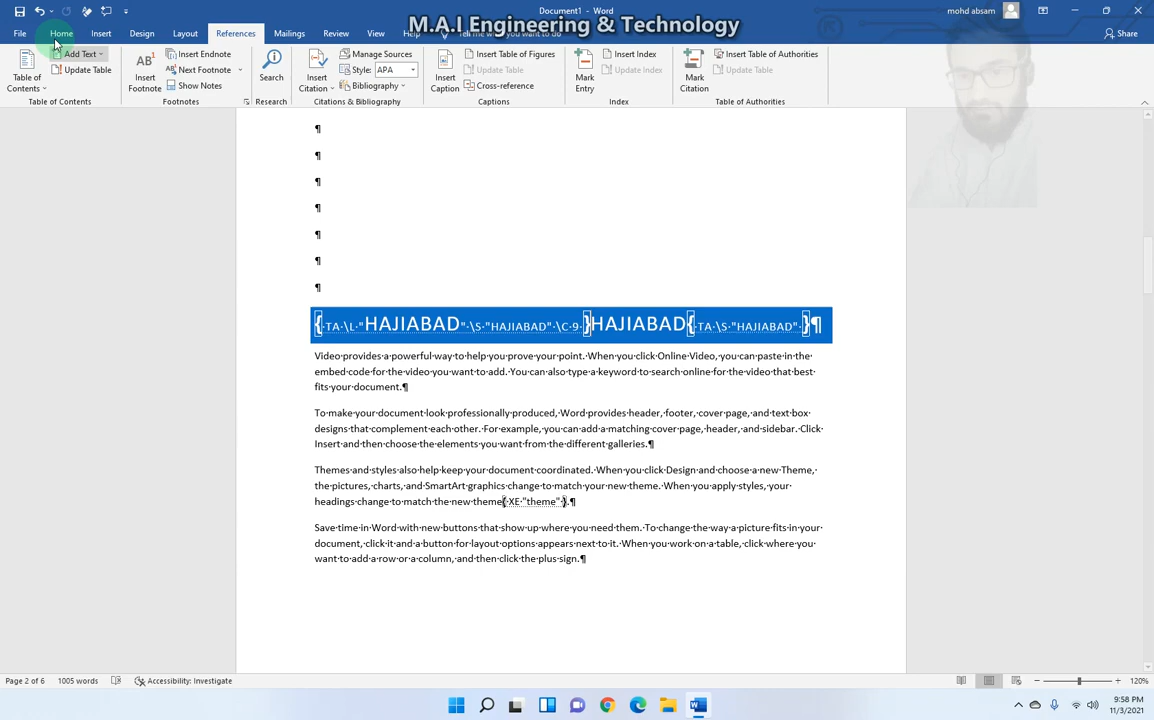 Document1 - Word
mohd absam
M.A.I Engineering & Technology
File Home Insert Design Layout References Mailings Review View Help
Share
Table of Contents
Add Text
Update Table
Table of Contents
AB¹ Insert Footnote
Insert Endnote
Next Footnote
Show Notes
Footnotes
Search
Research
Insert Citation
Manage Sources
Style: APA
Bibliography
Citations & Bibliography
Insert Caption
Insert Table of Figures
Update Table
Cross-reference
Captions
Mark Entry
Insert Index
Update Index
Index
Mark Citation
Insert Table of Authorities
Update Table
Table of Authorities
¶
¶
¶
¶
¶
¶
¶
{·TA·\L·"HAJIABAD"·\S·"HAJIABAD"·\C·9·}HAJIABAD{·TA·\S·"HAJIABAD"·}¶
Video·provides·a·powerful·way·to·help·you·prove·your·point.·When·you·click·Online·Video,·you·can·paste·in·the·
embed·code·for·the·video·you·want·to·add.·You·can·also·type·a·keyword·to·search·online·for·the·video·that·best·
fits·your·document.¶
To·make·your·document·look·professionally·produced,·Word·provides·header,·footer,·cover·page,·and·text·box·
designs·that·complement·each·other.·For·example,·you·can·add·a·matching·cover·page,·header,·and·sidebar.·Click·
Insert·and·then·choose·the·elements·you·want·from·the·different·galleries.¶
Themes·and·styles·also·help·keep·your·document·coordinated.·When·you·click·Design·and·choose·a·new·Theme,·
the·pictures,·charts,·and·SmartArt·graphics·change·to·match·your·new·theme.·When·you·apply·styles,·your·
headings·change·to·match·the·new·theme{·XE·"theme"·}.¶
Save·time·in·Word·with·new·buttons·that·show·up·where·you·need·them.·To·change·the·way·a·picture·fits·in·your·
document,·click·it·and·a·button·for·layout·options·appears·next·to·it.·When·you·work·on·a·table,·click·where·you·
want·to·add·a·row·or·a·column,·and·then·click·the·plus·sign.¶
Page 2 of 6 1005 words Accessibility: Investigate
120%
9:58 PM
11/3/2021